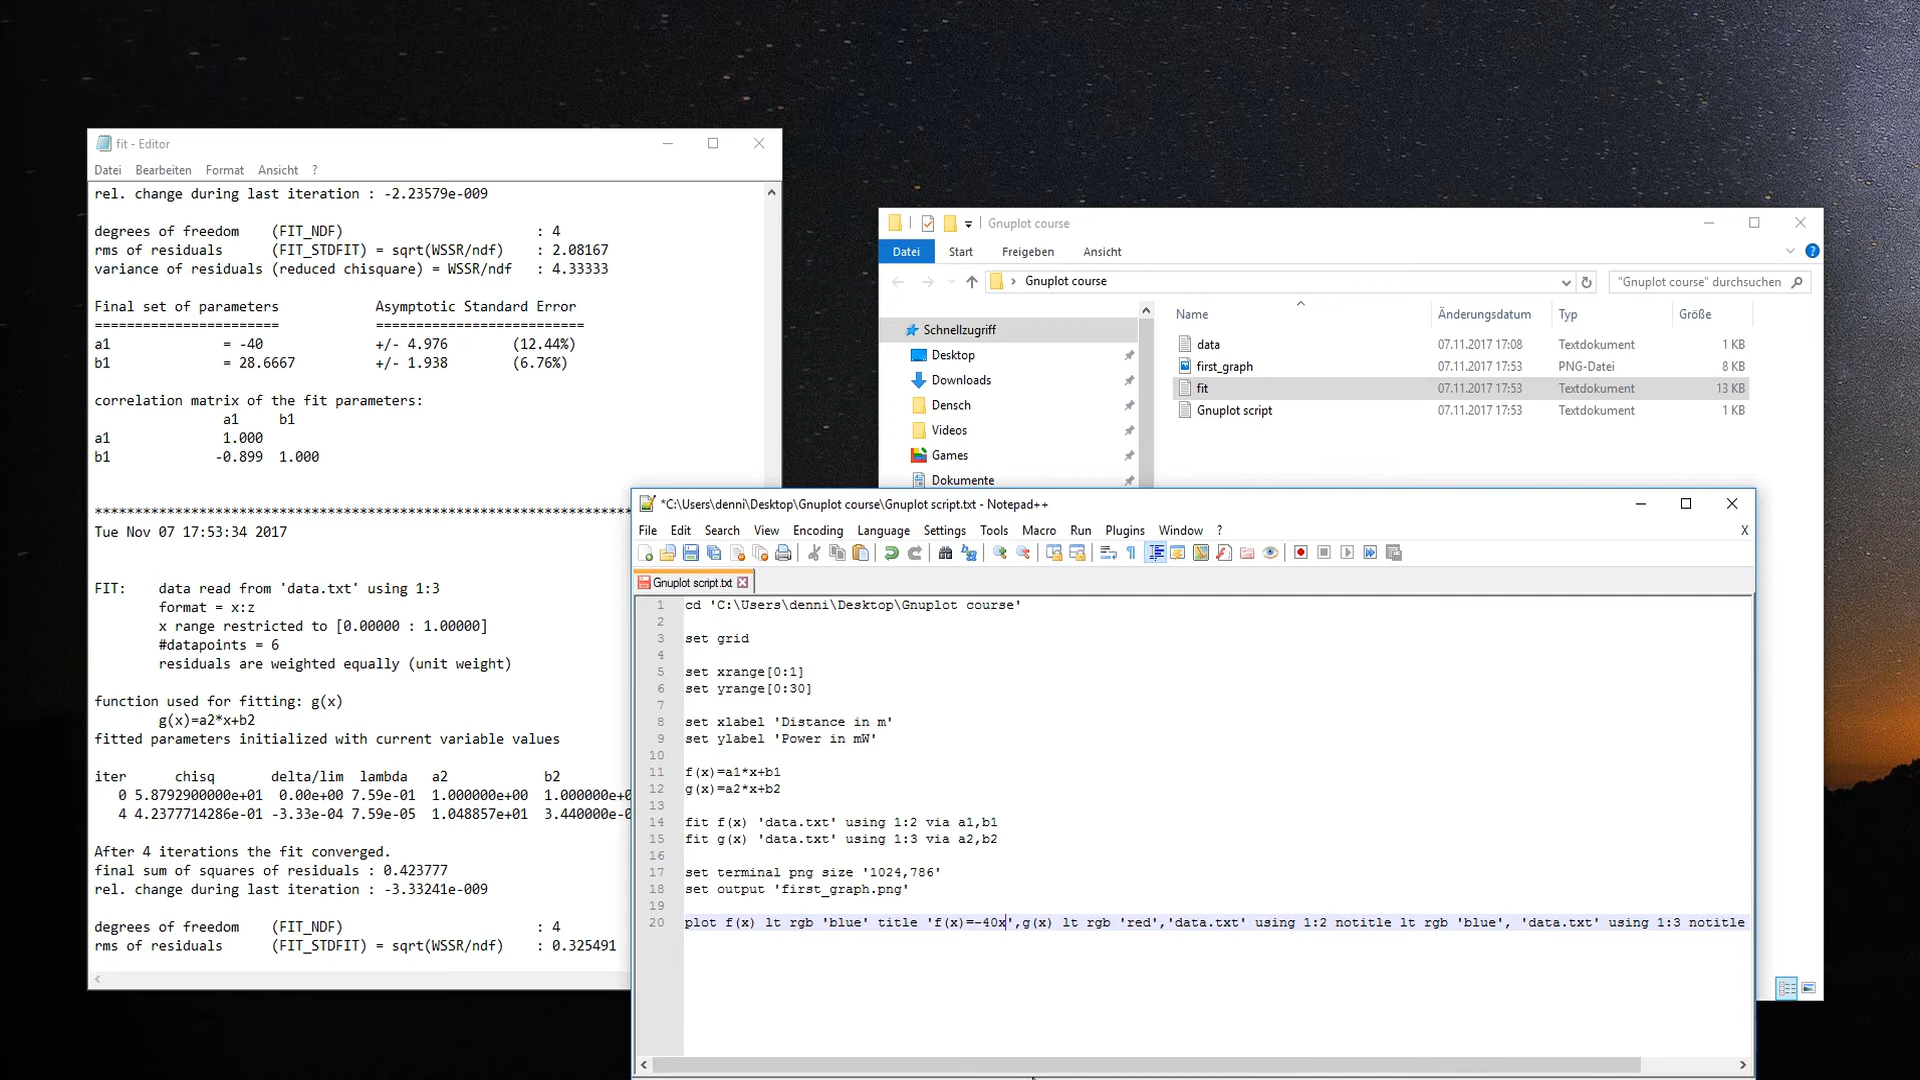 fit - Editor
Datei Bearbeiten Format Ansicht ?
rel. change during last iteration : -2.23579e-009
degrees of freedom    (FIT_NDF)                        : 4
rms of residuals      (FIT_STDFIT) = sqrt(WSSR/ndf)    : 2.08167
variance of residuals (reduced chisquare) = WSSR/ndf   : 4.33333
Final set of parameters            Asymptotic Standard Error
=======================            ==========================
a1              = -40              +/- 4.976        (12.44%)
b1              = 28.6667          +/- 1.938        (6.76%)
correlation matrix of the fit parameters:
                a1     b1
a1              1.000
b1             -0.899  1.000
*******************************************************************
Tue Nov 07 17:53:34 2017
FIT:    data read from 'data.txt' using 1:3
        format = x:z
        x range restricted to [0.00000 : 1.00000]
        #datapoints = 6
        residuals are weighted equally (unit weight)
function used for fitting: g(x)
        g(x)=a2*x+b2
fitted parameters initialized with current variable values
iter      chisq       delta/lim  lambda   a2            b2
   0 5.8792900000e+01  0.00e+00 7.59e-01  1.000000e+00  1.000000e+0
   4 4.2377714286e-01 -3.33e-04 7.59e-05  1.048857e+01  3.440000e-0
After 4 iterations the fit converged.
final sum of squares of residuals : 0.423777
rel. change during last iteration : -3.33241e-009
degrees of freedom    (FIT_NDF)                        : 4
rms of residuals      (FIT_STDFIT) = sqrt(WSSR/ndf)    : 0.325491
Gnuplot course
Datei Start Freigeben Ansicht
Gnuplot course
"Gnuplot course" durchsuchen
Schnellzugriff
Desktop
Downloads
Densch
Videos
Games
Dokumente
Name Änderungsdatum Typ Größe
data 07.11.2017 17:08 Textdokument 1 KB
first_graph 07.11.2017 17:53 PNG-Datei 8 KB
fit 07.11.2017 17:53 Textdokument 13 KB
Gnuplot script 07.11.2017 17:53 Textdokument 1 KB
*C:\Users\denni\Desktop\Gnuplot course\Gnuplot script.txt - Notepad++
File Edit Search View Encoding Language Settings Tools Macro Run Plugins Window ? X
Gnuplot script.txt
1 cd 'C:\Users\denni\Desktop\Gnuplot course'
2
3 set grid
4
5 set xrange[0:1]
6 set yrange[0:30]
7
8 set xlabel 'Distance in m'
9 set ylabel 'Power in mW'
10
11 f(x)=a1*x+b1
12 g(x)=a2*x+b2
13
14 fit f(x) 'data.txt' using 1:2 via a1,b1
15 fit g(x) 'data.txt' using 1:3 via a2,b2
16
17 set terminal png size '1024,786'
18 set output 'first_graph.png'
19
20 plot f(x) lt rgb 'blue' title 'f(x)=-40x',g(x) lt rgb 'red','data.txt' using 1:2 notitle lt rgb 'blue', 'data.txt' using 1:3 notitle